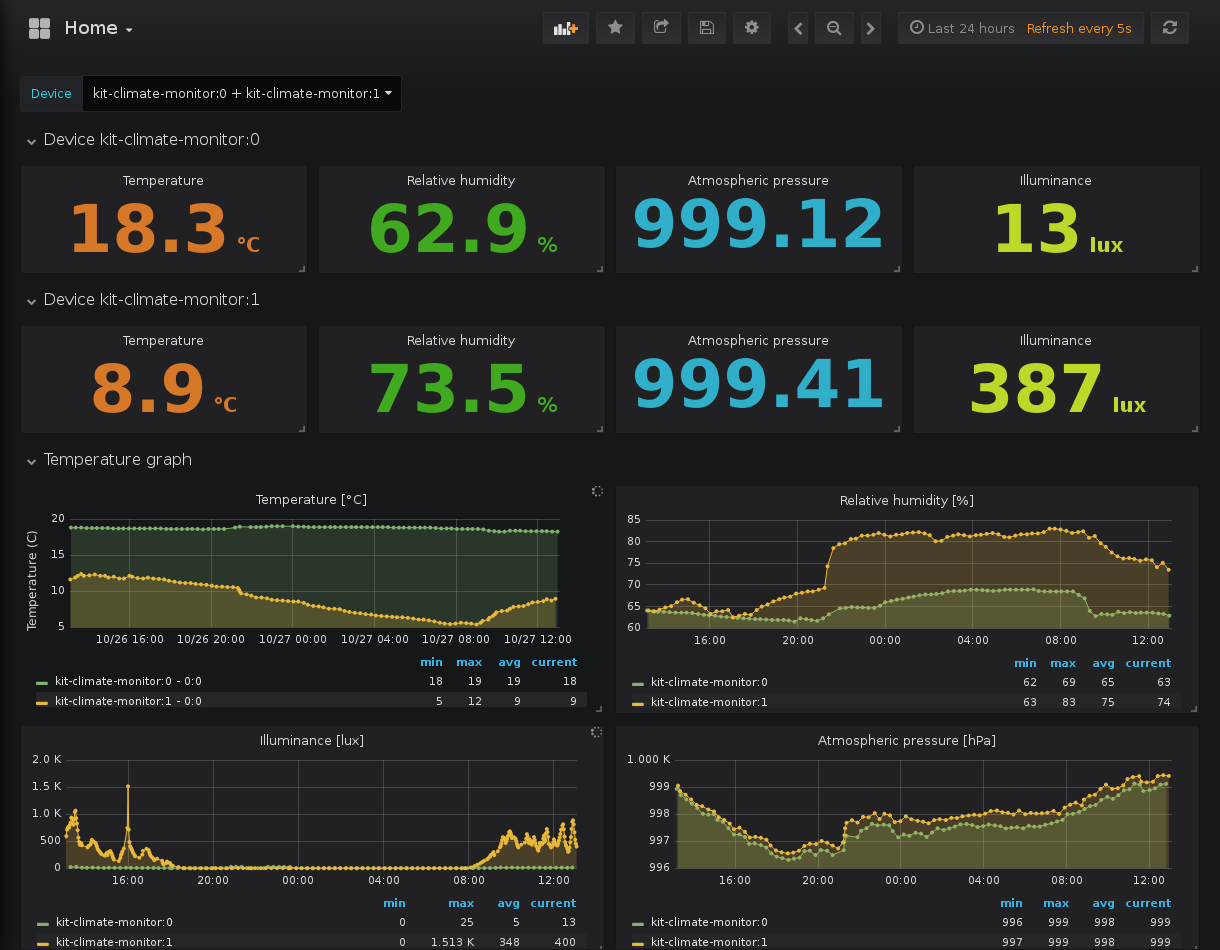 Home
Last 24 hours Refresh every 5s
Device kit-climate-monitor:0 + kit-climate-monitor:1
Device kit-climate-monitor:0
Temperature Relative humidity Atmospheric pressure Illuminance
18.3 °C 62.9 % 999.12 13 lux
Device kit-climate-monitor:1
Temperature Relative humidity Atmospheric pressure Illuminance
8.9 °C 73.5 % 999.41 387 lux
Temperature graph
Temperature [°C]
Temperature (C)
20
15
10
5
10/26 16:00 10/26 20:00 10/27 00:00 10/27 04:00 10/27 08:00 10/27 12:00
min max avg current
kit-climate-monitor:0 - 0:0 18 19 19 18
kit-climate-monitor:1 - 0:0 5 12 9 9
Relative humidity [%]
85
80
75
70
65
60
16:00 20:00 00:00 04:00 08:00 12:00
min max avg current
kit-climate-monitor:0 62 69 65 63
kit-climate-monitor:1 63 83 75 74
Illuminance [lux]
2.0 K
1.5 K
1.0 K
500
0
16:00 20:00 00:00 04:00 08:00 12:00
min max avg current
kit-climate-monitor:0 0 25 5 13
kit-climate-monitor:1 0 1.513 K 348 400
Atmospheric pressure [hPa]
1.000 K
999
998
997
996
16:00 20:00 00:00 04:00 08:00 12:00
min max avg current
kit-climate-monitor:0 996 999 998 999
kit-climate-monitor:1 997 999 998 999